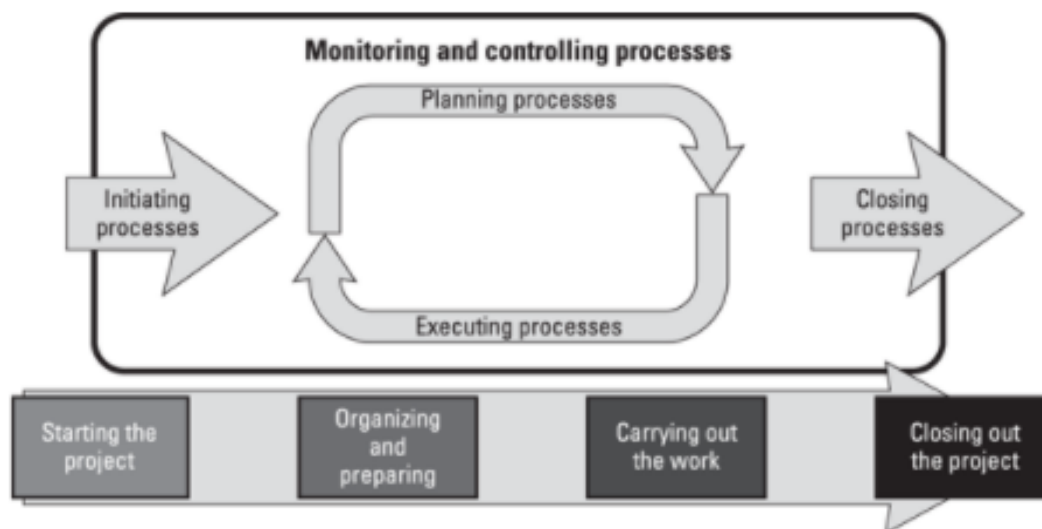 Monitoring and controlling processes
Planning processes
Initiating
processes
Closing
processes
Executing processes
Starting the
project
Organizing
and
preparing
Carrying out
the work
Closing out
the project